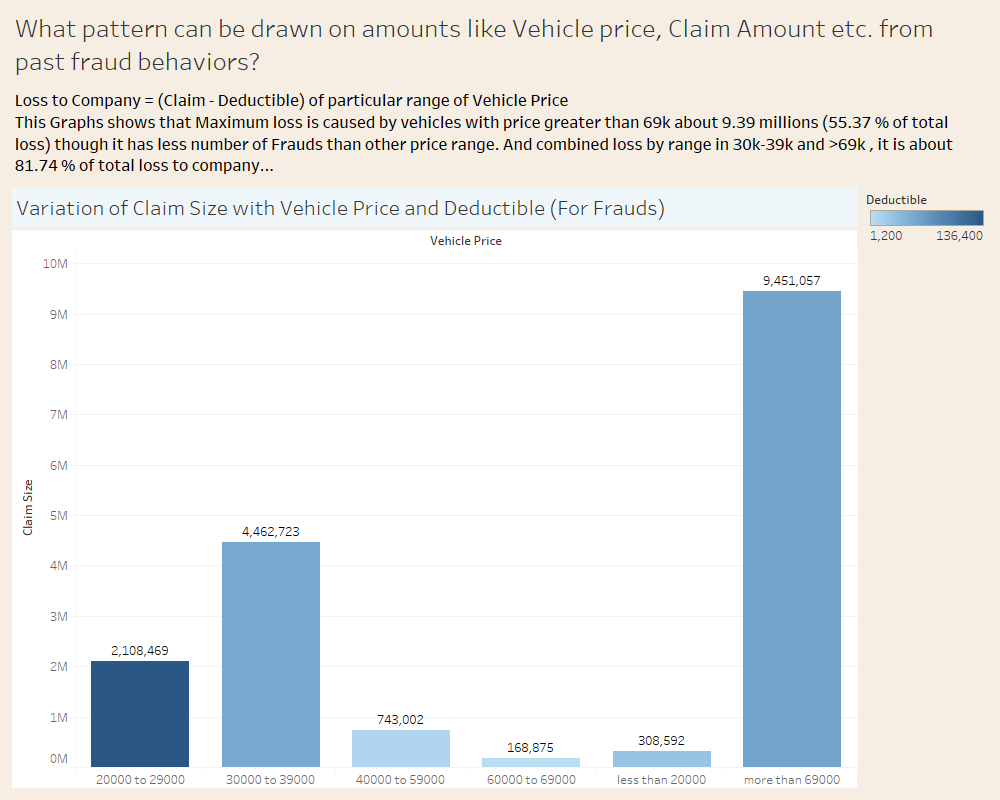 What pattern can be drawn on amounts like Vehicle price, Claim Amount etc. from
past fraud behaviors?
Loss to Company = (Claim - Deductible) of particular range of Vehicle Price
This Graphs shows that Maximum loss is caused by vehicles with price greater than 69k about 9.39 millions (55.37 % of total
loss) though it has less number of Frauds than other price range. And combined loss by range in 30k-39k and >69k , it is about
81.74 % of total loss to company...
Variation of Claim Size with Vehicle Price and Deductible (For Frauds)
Deductible
1,200 136,400
Vehicle Price
Claim Size
10M
9M
8M
7M
6M
5M
4M
3M
2M
1M
0M
2,108,469
4,462,723
743,002
168,875
308,592
9,451,057
20000 to 29000
30000 to 39000
40000 to 59000
60000 to 69000
less than 20000
more than 69000